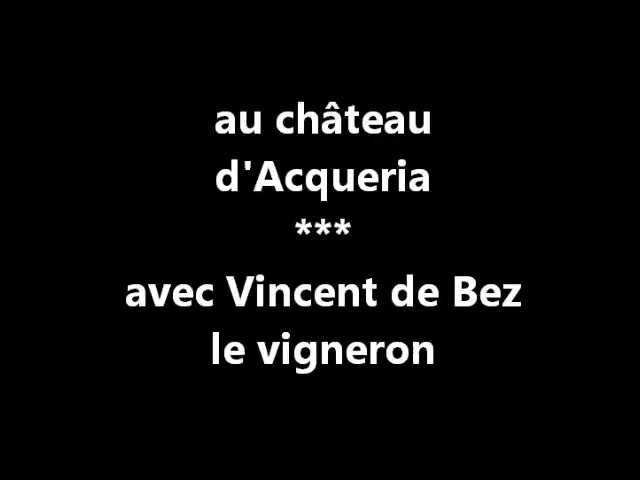 au château
d'Acqueria
***
avec Vincent de Bez
le vigneron